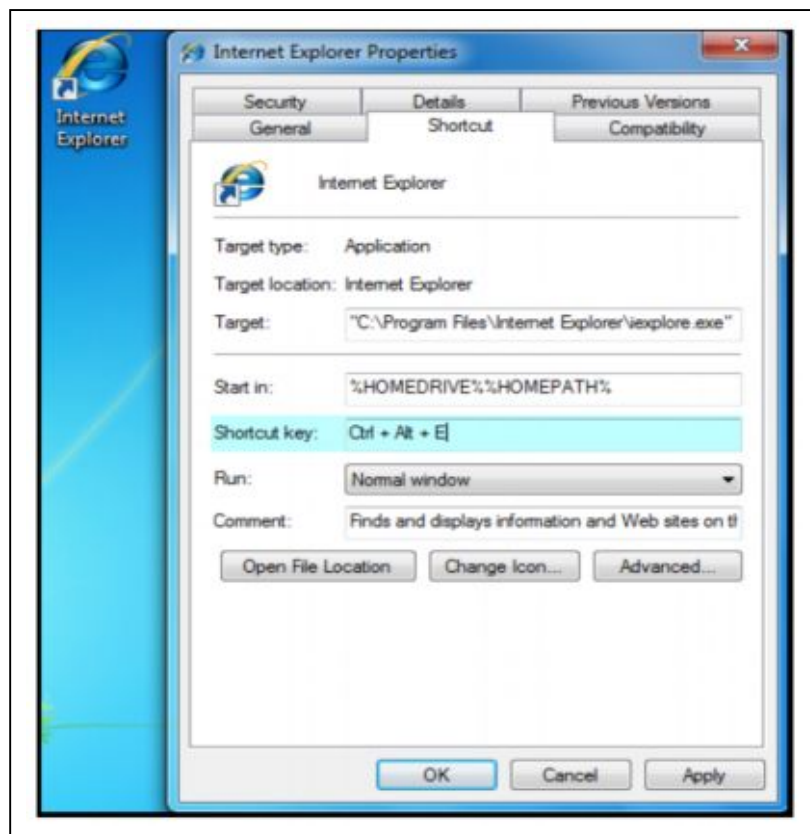 Internet
Explorer
Internet Explorer Properties
Security Details Previous Versions
General Shortcut Compatibility
Internet Explorer
Target type: Application
Target location: Internet Explorer
Target: "C:\Program Files\Internet Explorer\iexplore.exe"
Start in: %HOMEDRIVE%%HOMEPATH%
Shortcut key: Ctrl + Alt + E
Run: Normal window
Comment: Finds and displays information and Web sites on th
Open File Location Change Icon... Advanced...
OK Cancel Apply